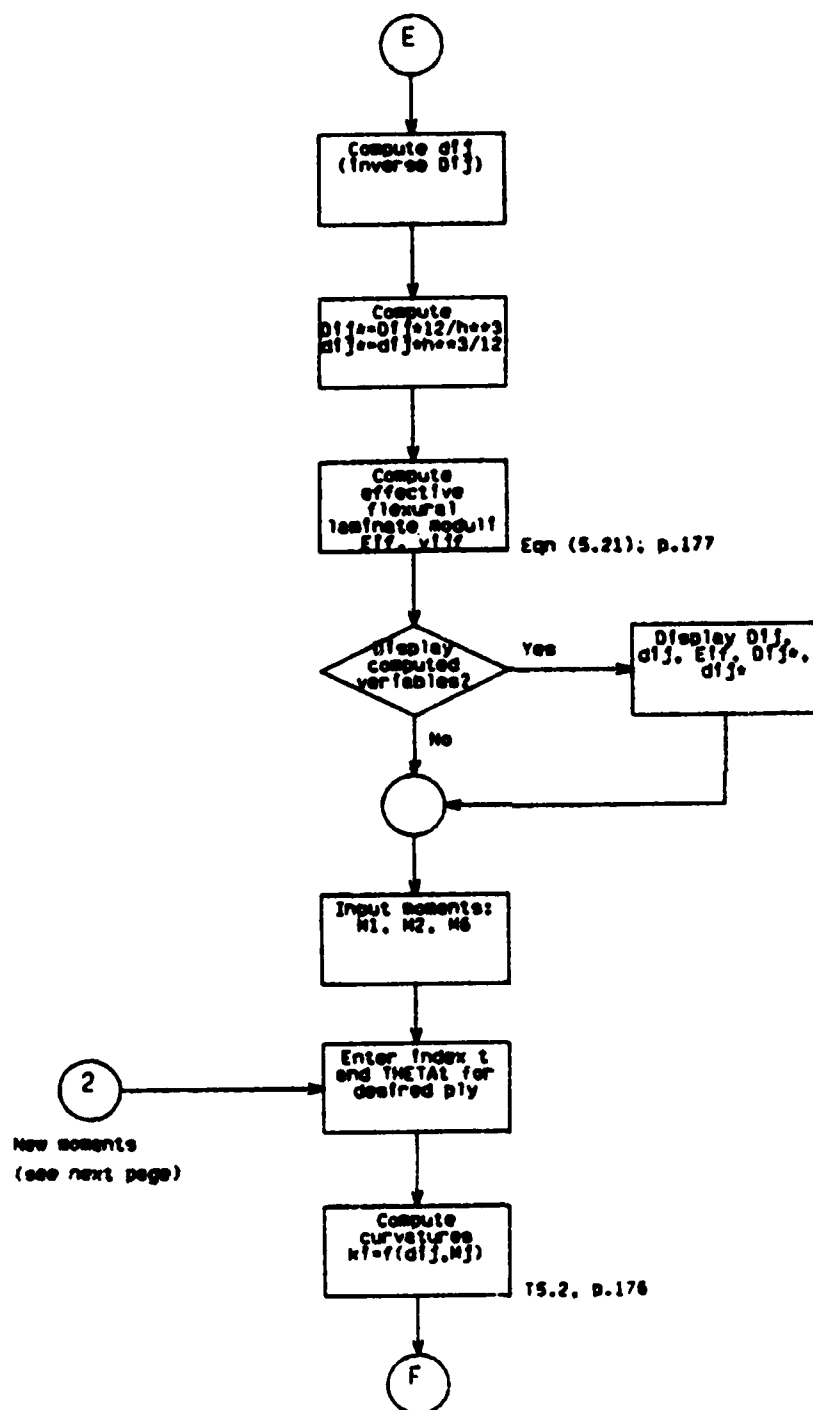 E
Compute dij
(inverse Dij)
Compute
Dij*=Dij*12/h**3
dij*=dij*h**3/12
Compute
effective
flexural
laminate moduli
Eif, vijf
Eqn (5.21); p.177
Display
computed
variables?
Yes
Display Dij,
dij, Eif, Dij*,
dij*
No
Input moments:
M1, M2, M6
Enter index t
and THETAt for
desired ply
2
New moments
(see next page)
Compute
curvatures
ki=f(dij,Mj)
T5.2, p.176
F